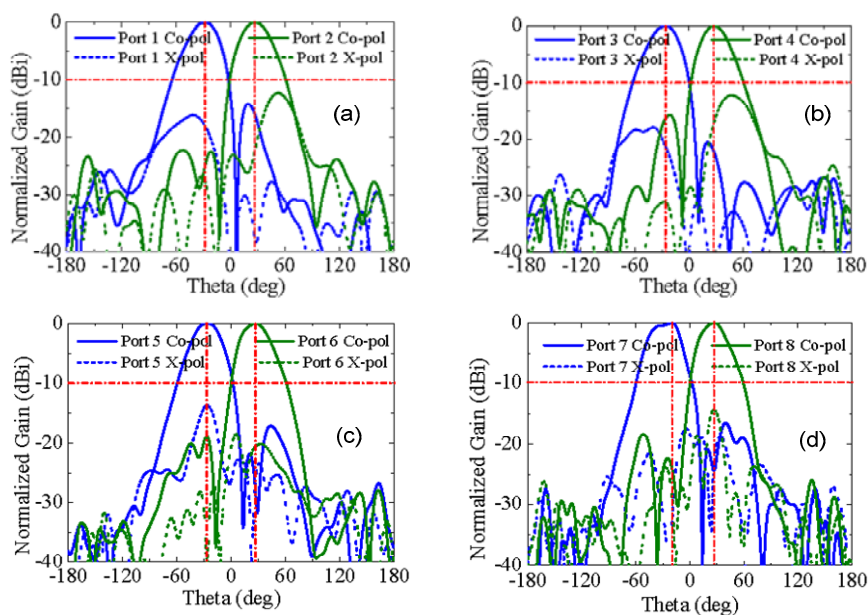 Port 1 Co-pol
Port 2 Co-pol
Port 1 X-pol
Port 2 X-pol
(a)
Normalized Gain (dBi)
0
-10
-20
-30
-40
-180 -120 -60 0 60 120 180
Theta (deg)
Port 3 Co-pol
Port 4 Co-pol
Port 3 X-pol
Port 4 X-pol
(b)
Normalized Gain (dB)
0
-10
-20
-30
-40
-180 -120 -60 0 60 120 180
Theta (deg)
Port 5 Co-pol
Port 6 Co-pol
Port 5 X-pol
Port 6 X-pol
(c)
Normalized Gain (dBi)
0
-10
-20
-30
-40
-180 -120 -60 0 60 120 180
Theta (deg)
Port 7 Co-pol
Port 8 Co-pol
Port 7 X-pol
Port 8 X-pol
(d)
Normalized Gain (dBi)
0
-10
-20
-30
-40
-180 -120 -60 0 60 120 180
Theta (deg)